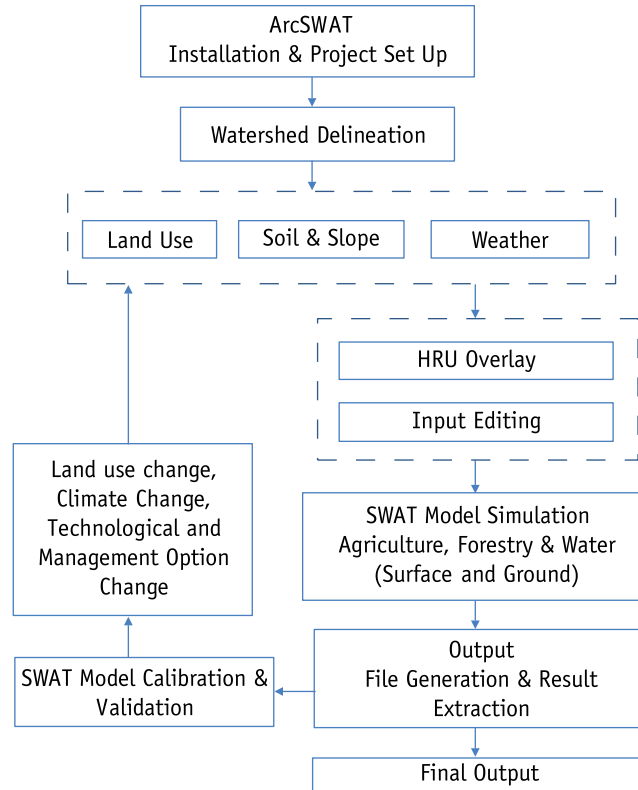 ArcSWAT
Installation & Project Set Up
Watershed Delineation
Land Use
Soil & Slope
Weather
HRU Overlay
Input Editing
Land use change,
Climate Change,
Technological and
Management Option
Change
SWAT Model Simulation
Agriculture, Forestry & Water
(Surface and Ground)
Output
File Generation & Result
Extraction
SWAT Model Calibration &
Validation
Final Output